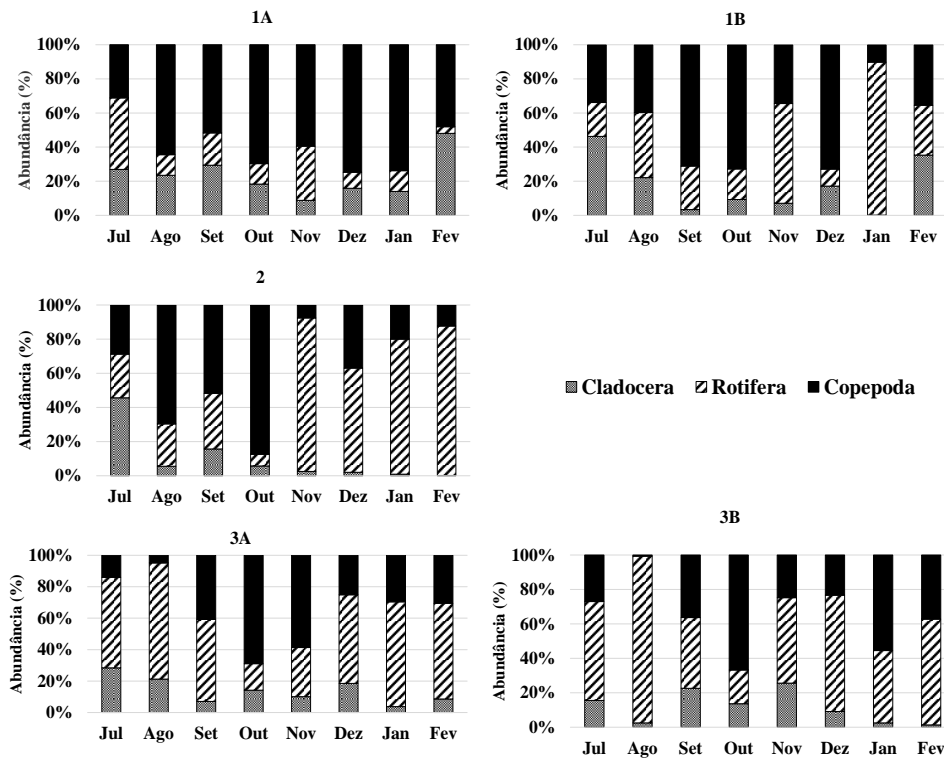 1A
Abundância (%)
100%
80%
60%
40%
20%
0%
Jul Ago Set Out Nov Dez Jan Fev
1B
Abundância (%)
100%
80%
60%
40%
20%
0%
Jul Ago Set Out Nov Dez Jan Fev
2
Abundância (%)
100%
80%
60%
40%
20%
0%
Jul Ago Set Out Nov Dez Jan Fev
Cladocera Rotifera Copepoda
3A
Abundância (%)
100%
80%
60%
40%
20%
0%
Jul Ago Set Out Nov Dez Jan Fev
3B
Abundância (%)
100%
80%
60%
40%
20%
0%
Jul Ago Set Out Nov Dez Jan Fev